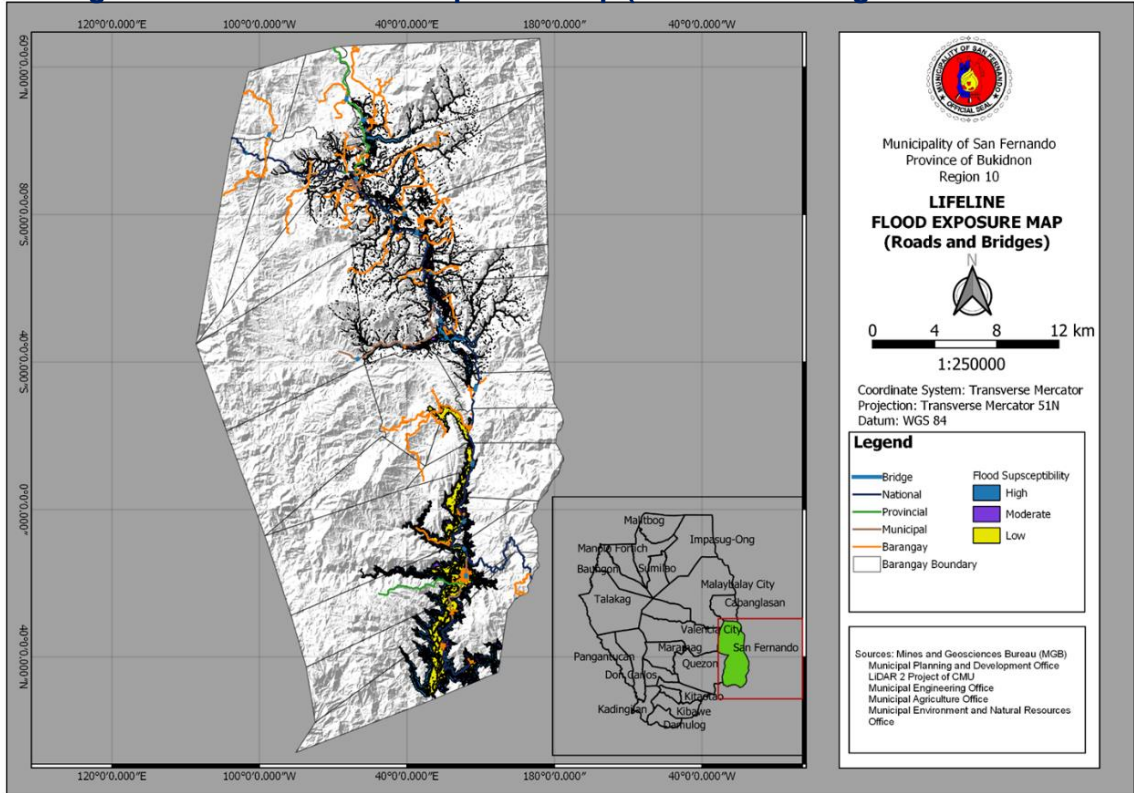 120°0'0.000"E
100°0'0.000"W
40°0'0.000"E
180°0'0.000"
40°0'0.000"W
120°0'0.000"E
100°0'0.000"W
40°0'0.000"E
180°0'0.000"
40°0'0.000"W
MUNICIPALITY OF SAN FERNANDO
OFFICIAL SEAL
Municipality of San Fernando
Province of Bukidnon
Region 10
LIFELINE
FLOOD EXPOSURE MAP
(Roads and Bridges)
N
0 4 8 12 km
1:250000
Coordinate System: Transverse Mercator
Projection: Transverse Mercator 51N
Datum: WGS 84
Legend
Bridge
National
Provincial
Municipal
Barangay
Barangay Boundary
Flood Supsceptibility
High
Moderate
Low
Sources: Mines and Geosciences Bureau (MGB)
Municipal Planning and Development Office
LiDAR 2 Project of CMU
Municipal Engineering Office
Municipal Agriculture Office
Municipal Environment and Natural Resources
Office
Malitbog
Impasug-Ong
Manolo Fortich
Baungon
Sumilao
Malaybalay City
Talakag
Cabanglasan
Valencia City
Maramag
San Fernando
Pangantucan
Quezon
Don Carlos
Kitaotao
Kadingilan
Kibawe
Damulog